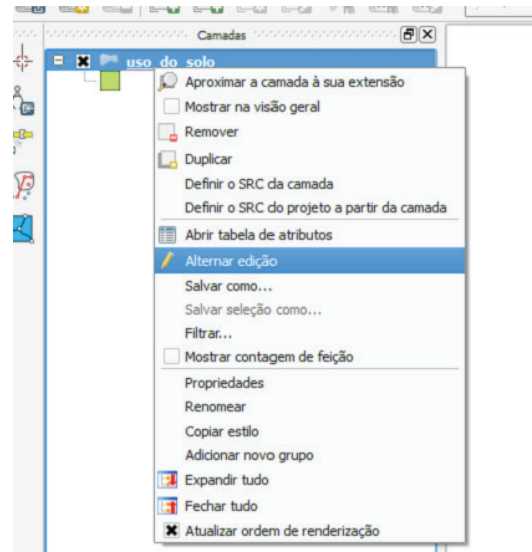 Camadas
uso_do_solo
Aproximar a camada à sua extensão
Mostrar na visão geral
Remover
Duplicar
Definir o SRC da camada
Definir o SRC do projeto a partir da camada
Abrir tabela de atributos
Alternar edição
Salvar como...
Salvar seleção como...
Filtrar...
Mostrar contagem de feição
Propriedades
Renomear
Copiar estilo
Adicionar novo grupo
Expandir tudo
Fechar tudo
Atualizar ordem de renderização